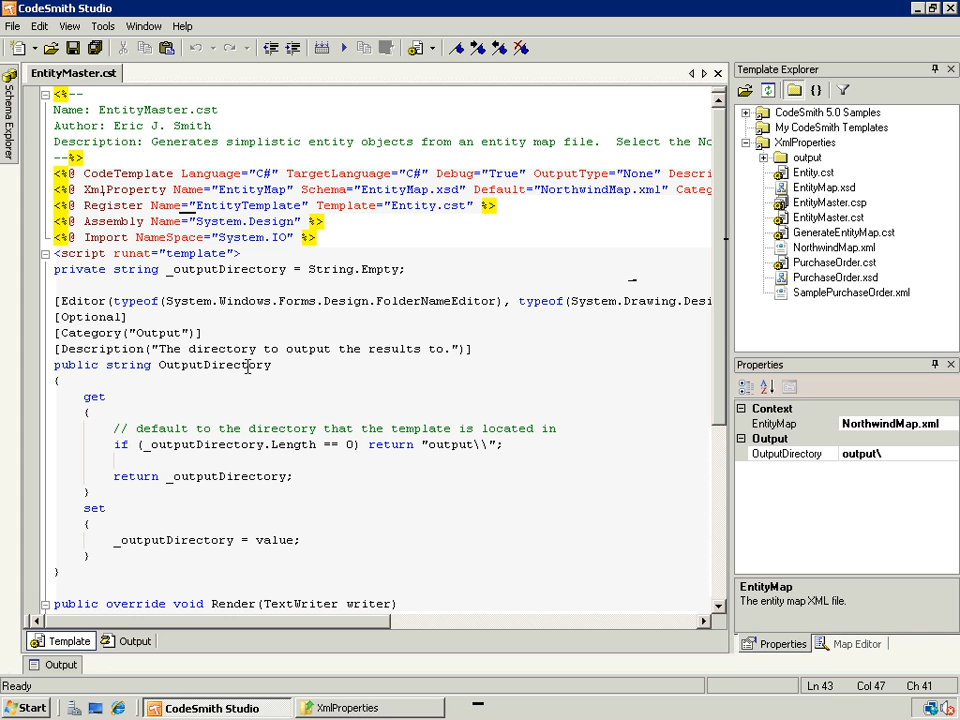 CodeSmith Studio
File Edit View Tools Window Help
EntityMaster.cst
Schema Explorer
<%--
Name: EntityMaster.cst
Author: Eric J. Smith
Description: Generates simplistic entity objects from an entity map file. Select the No
--%>
<%@ CodeTemplate Language="C#" TargetLanguage="C#" Debug="True" OutputType="None" Descri
<%@ XmlProperty Name="EntityMap" Schema="EntityMap.xsd" Default="NorthwindMap.xml" Categ
<%@ Register Name="EntityTemplate" Template="Entity.cst" %>
<%@ Assembly Name="System.Design" %>
<%@ Import NameSpace="System.IO" %>
<script runat="template">
private string _outputDirectory = String.Empty;
[Editor(typeof(System.Windows.Forms.Design.FolderNameEditor), typeof(System.Drawing.Desi
[Optional]
[Category("Output")]
[Description("The directory to output the results to.")]
public string OutputDirectory
{
get
{
// default to the directory that the template is located in
if (_outputDirectory.Length == 0) return "output\\";
return _outputDirectory;
}
set
{
_outputDirectory = value;
}
}
public override void Render(TextWriter writer)
Template Output
Output
Template Explorer
CodeSmith 5.0 Samples
My CodeSmith Templates
XmlProperties
output
Entity.cst
EntityMap.xsd
EntityMaster.csp
EntityMaster.cst
GenerateEntityMap.cst
NorthwindMap.xml
PurchaseOrder.cst
PurchaseOrder.xsd
SamplePurchaseOrder.xml
Properties
Context
EntityMap NorthwindMap.xml
Output
OutputDirectory output\
EntityMap
The entity map XML file.
Properties Map Editor
Ready Ln 43 Col 47 Ch 41
Start CodeSmith Studio XmlProperties